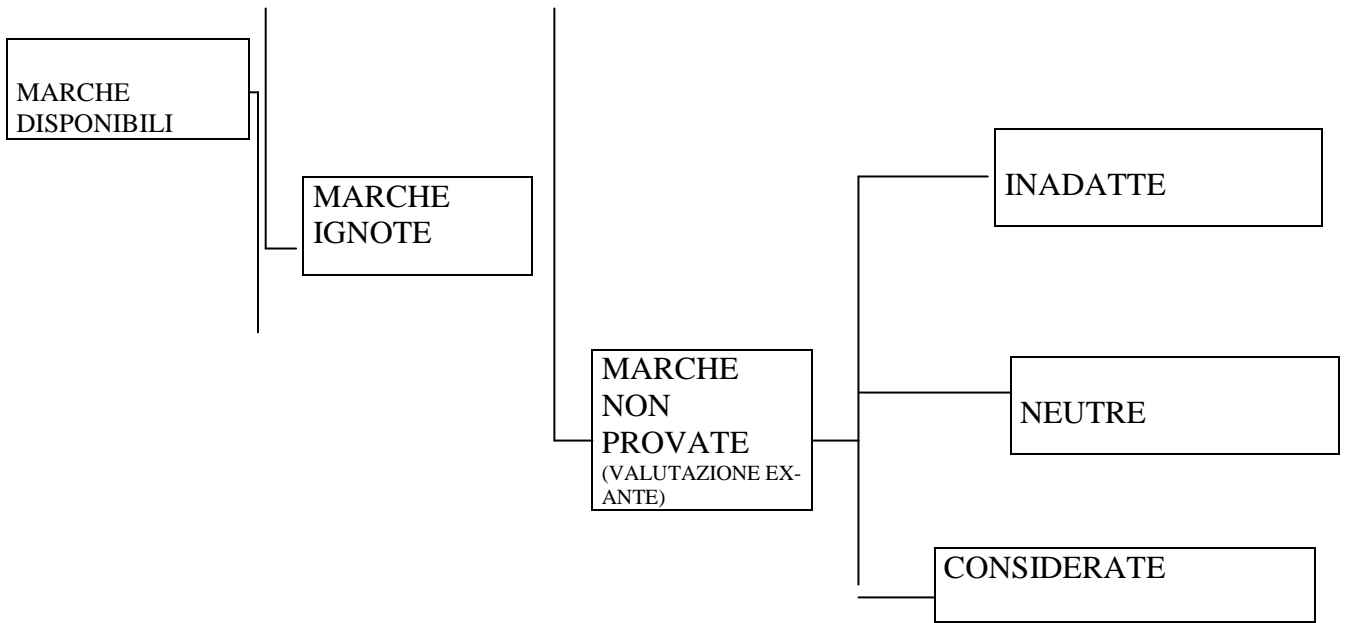 MARCHE
DISPONIBILI
MARCHE
IGNOTE
INADATTE
MARCHE
NON
PROVATE
(VALUTAZIONE EX-
ANTE)
NEUTRE
CONSIDERATE